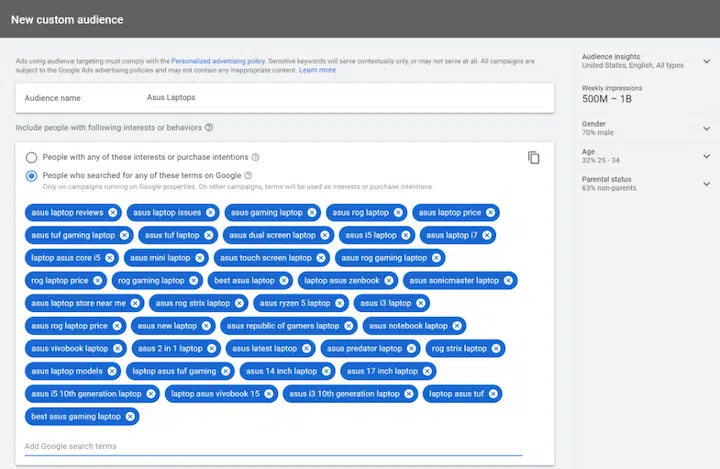 New custom audience
Ads using audience targeting must comply with the Personalized advertising policy. Sensitive keywords will serve contextually only, or may not serve at all. All campaigns are
subject to the Google Ads advertising policies and may not contain any inappropriate content. Learn more
Audience name Asus Laptops
Include people with following interests or behaviors
People with any of these interests or purchase intentions
People who searched for any of these terms on Google
Only on campaigns running on Google properties. On other campaigns, terms will be used as interests or purchase intentions.
asus laptop reviews asus laptop issues asus gaming laptop asus rog laptop asus laptop price
asus tuf gaming laptop asus tuf laptop asus dual screen laptop asus i5 laptop asus laptop i7
laptop asus core i5 asus mini laptop asus touch screen laptop asus rog gaming laptop
rog laptop price rog gaming laptop best asus laptop laptop asus zenbook asus sonicmaster laptop
asus laptop store near me asus rog strix laptop asus ryzen 5 laptop asus i3 laptop
asus rog laptop price asus new laptop asus republic of gamers laptop asus notebook laptop
asus vivobook laptop asus 2 in 1 laptop asus latest laptop asus predator laptop rog strix laptop
asus laptop models laptop asus tuf gaming asus 14 inch laptop asus 17 inch laptop
asus i5 10th generation laptop laptop asus vivobook 15 asus i3 10th generation laptop laptop asus tuf
best asus gaming laptop
Add Google search terms
Audience insights
United States, English, All types
Weekly impressions
500M – 1B
Gender
70% male
Age
32% 25 - 34
Parental status
63% non-parents